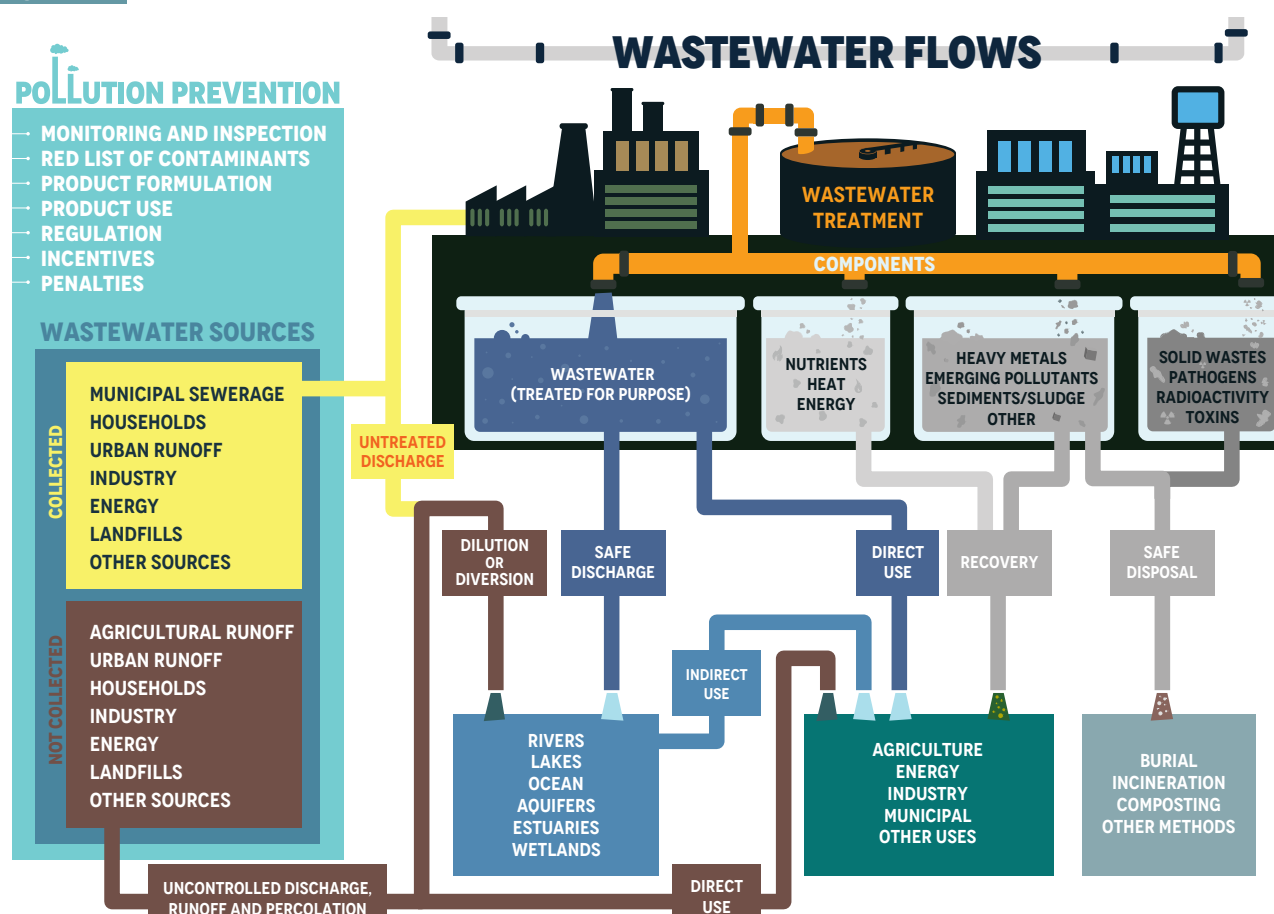 WASTEWATER FLOWS
POLLUTION PREVENTION
MONITORING AND INSPECTION
RED LIST OF CONTAMINANTS
PRODUCT FORMULATION
PRODUCT USE
REGULATION
INCENTIVES
PENALTIES
WASTEWATER SOURCES
COLLECTED
MUNICIPAL SEWERAGE
HOUSEHOLDS
URBAN RUNOFF
INDUSTRY
ENERGY
LANDFILLS
OTHER SOURCES
NOT COLLECTED
AGRICULTURAL RUNOFF
URBAN RUNOFF
HOUSEHOLDS
INDUSTRY
ENERGY
LANDFILLS
OTHER SOURCES
UNCONTROLLED DISCHARGE,
RUNOFF AND PERCOLATION
WASTEWATER
TREATMENT
COMPONENTS
WASTEWATER
(TREATED FOR PURPOSE)
NUTRIENTS
HEAT
ENERGY
HEAVY METALS
EMERGING POLLUTANTS
SEDIMENTS/SLUDGE
OTHER
SOLID WASTES
PATHOGENS
RADIOACTIVITY
TOXINS
UNTREATED
DISCHARGE
DILUTION
OR
DIVERSION
SAFE
DISCHARGE
DIRECT
USE
RECOVERY
SAFE
DISPOSAL
INDIRECT
USE
RIVERS
LAKES
OCEAN
AQUIFERS
ESTUARIES
WETLANDS
AGRICULTURE
ENERGY
INDUSTRY
MUNICIPAL
OTHER USES
BURIAL
INCINERATION
COMPOSTING
OTHER METHODS
DIRECT
USE